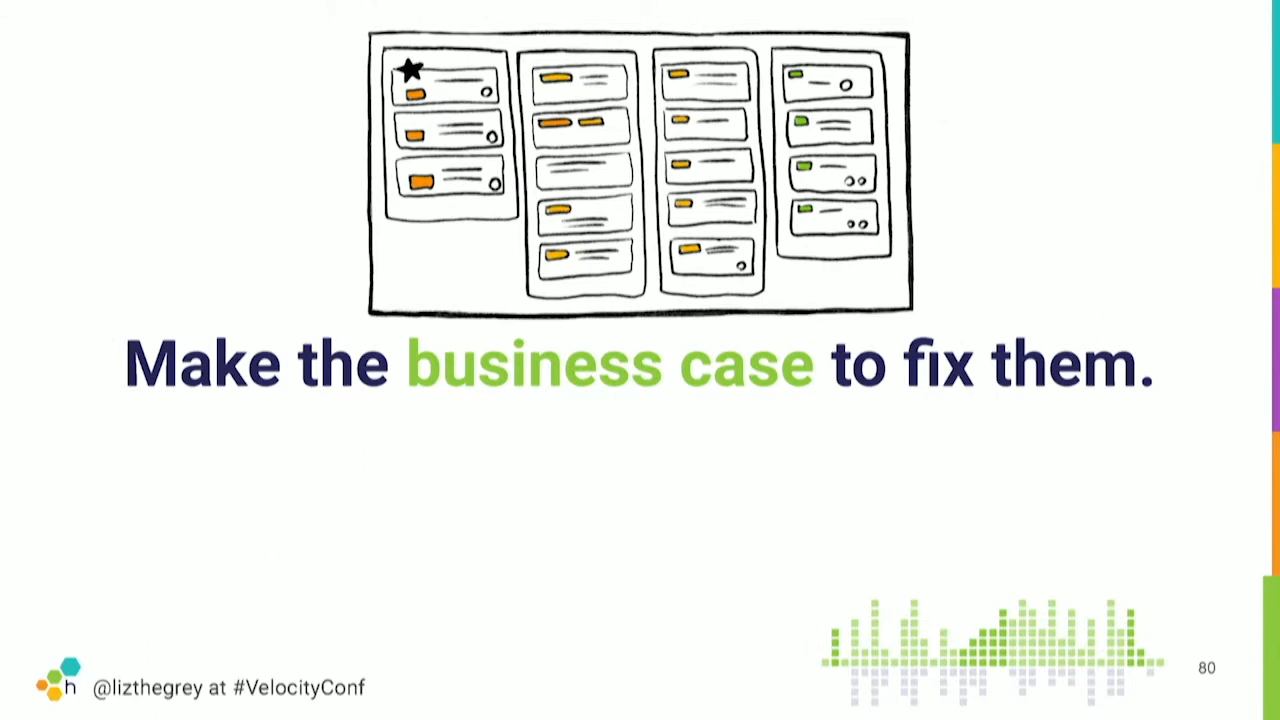 Make the business case to fix them.
h
@lizthegrey at #VelocityConf
80